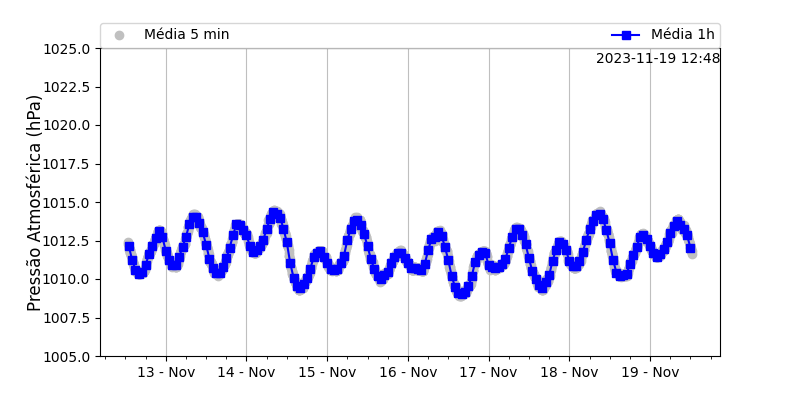 Média 5 min
Média 1h
2023-11-19 12:48
Pressão Atmosférica (hPa)
1025.0
1022.5
1020.0
1017.5
1015.0
1012.5
1010.0
1007.5
1005.0
13 - Nov
14 - Nov
15 - Nov
16 - Nov
17 - Nov
18 - Nov
19 - Nov